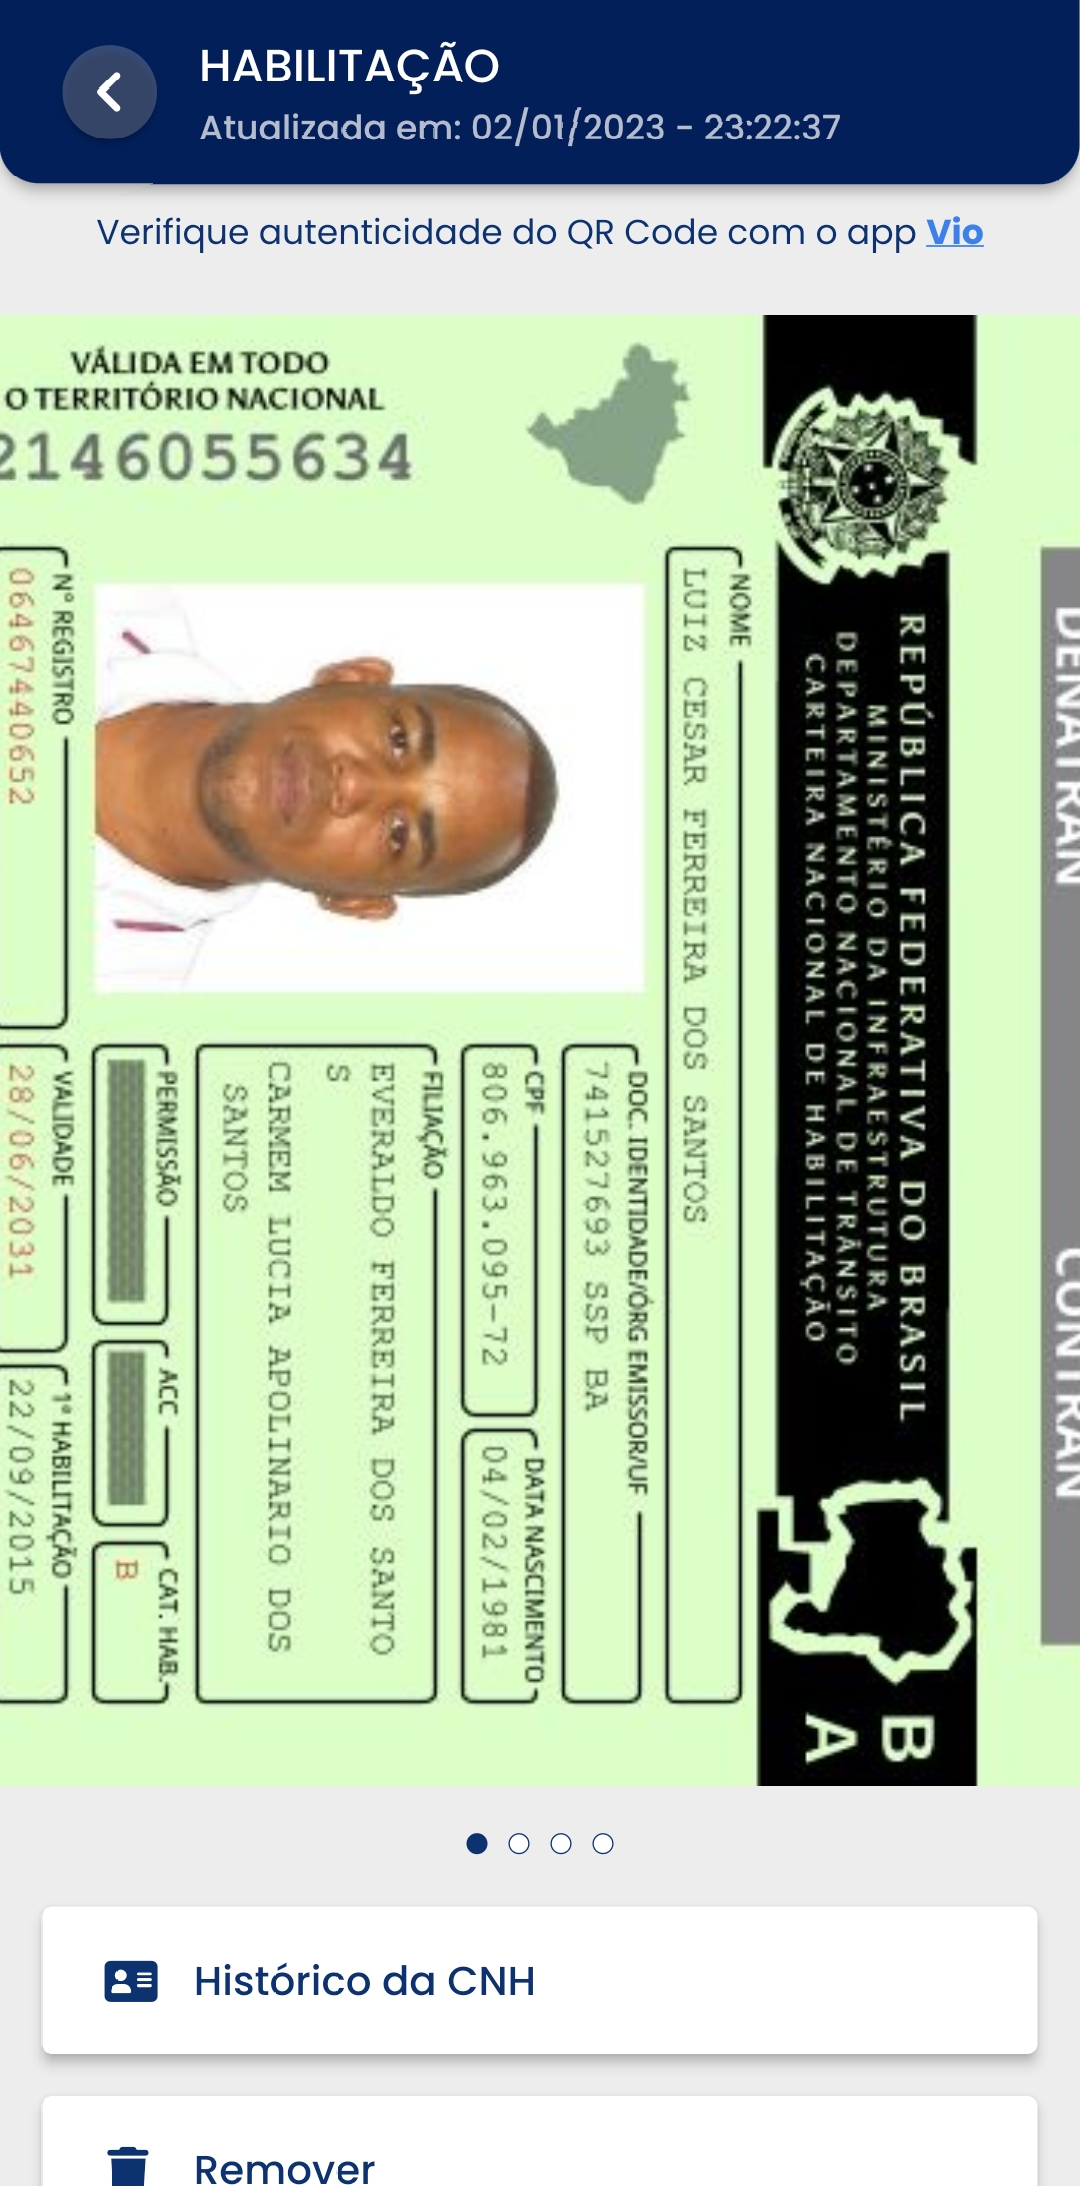 HABILITAÇÃO
Atualizada em: 02/01/2023 - 23:22:37
Verifique autenticidade do QR Code com o app Vio
VÁLIDA EM TODO
O TERRITÓRIO NACIONAL
2146055634
REPÚBLICA FEDERATIVA DO BRASIL
MINISTÉRIO DA INFRAESTRUTURA
DEPARTAMENTO NACIONAL DE TRÂNSITO
CARTEIRA NACIONAL DE HABILITAÇÃO
BA
DENATRAN
CONTRAN
NOME
LUIZ CESAR FERREIRA DOS SANTOS
DOC. IDENTIDADE/ÓRG EMISSOR/UF
741527693 SSP BA
CPF
806.963.095-72
DATA NASCIMENTO
04/02/1981
FILIAÇÃO
EVERALDO FERREIRA DOS SANTO
S
CARMEM LUCIA APOLINARIO DOS
SANTOS
PERMISSÃO
ACC
CAT. HAB.
B
Nº REGISTRO
06467440652
VALIDADE
28/06/2031
1ª HABILITAÇÃO
22/09/2015
Histórico da CNH
Remover